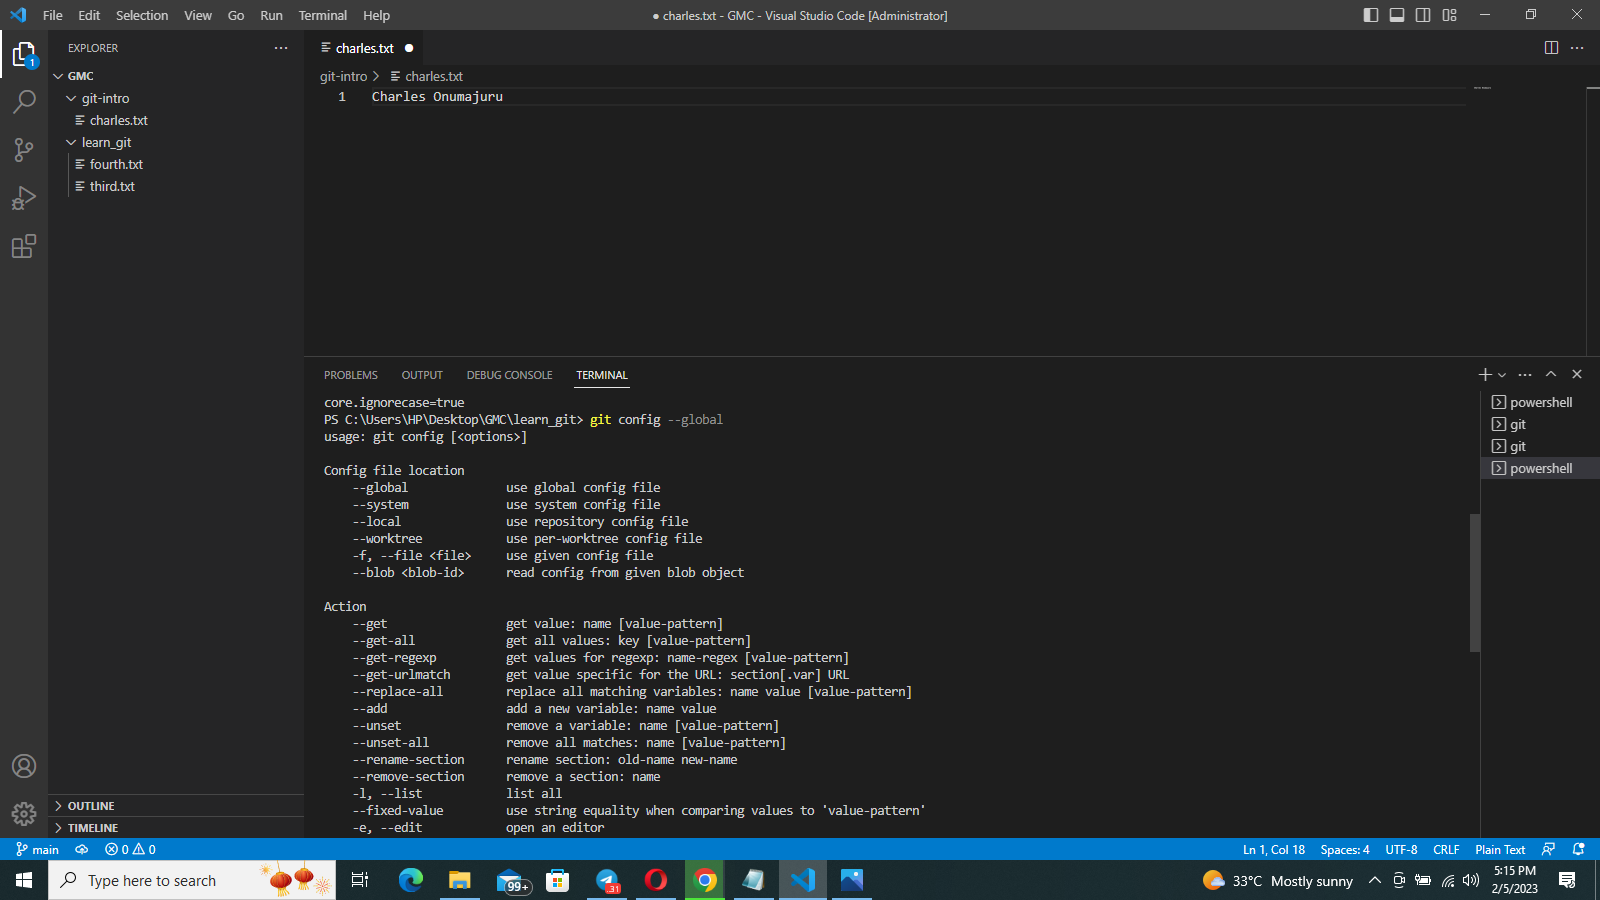 File Edit Selection View Go Run Terminal Help
● charles.txt - GMC - Visual Studio Code [Administrator]
EXPLORER
GMC
git-intro
charles.txt
learn_git
fourth.txt
third.txt
OUTLINE
TIMELINE
1
charles.txt
git-intro > charles.txt
1 Charles Onumajuru
PROBLEMS OUTPUT DEBUG CONSOLE TERMINAL
core.ignorecase=true
PS C:\Users\HP\Desktop\GMC\learn_git> git config --global
usage: git config [<options>]
Config file location
--global use global config file
--system use system config file
--local use repository config file
--worktree use per-worktree config file
-f, --file <file> use given config file
--blob <blob-id> read config from given blob object
Action
--get get value: name [value-pattern]
--get-all get all values: key [value-pattern]
--get-regexp get values for regexp: name-regex [value-pattern]
--get-urlmatch get value specific for the URL: section[.var] URL
--replace-all replace all matching variables: name value [value-pattern]
--add add a new variable: name value
--unset remove a variable: name [value-pattern]
--unset-all remove all matches: name [value-pattern]
--rename-section rename section: old-name new-name
--remove-section remove a section: name
-l, --list list all
--fixed-value use string equality when comparing values to 'value-pattern'
-e, --edit open an editor
powershell
git
git
powershell
main 0 0
Ln 1, Col 18 Spaces: 4 UTF-8 CRLF Plain Text
Type here to search
99+
31
33°C Mostly sunny
5:15 PM
2/5/2023